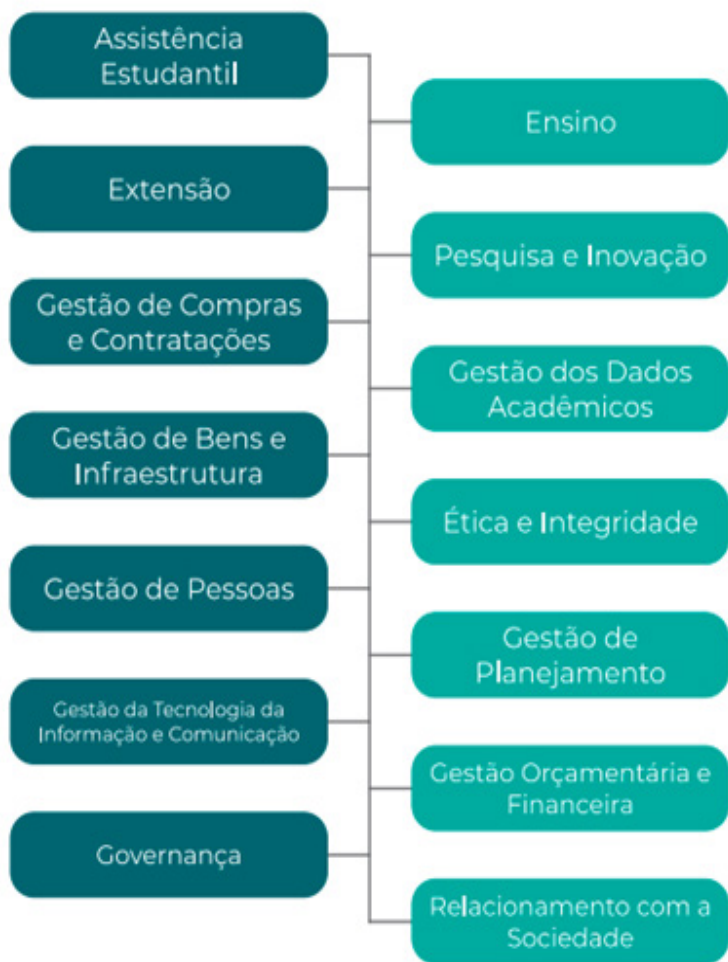 Assistência
Estudantil
Ensino
Extensão
Pesquisa e Inovação
Gestão de Compras
e Contratações
Gestão dos Dados
Acadêmicos
Gestão de Bens e
Infraestrutura
Ética e Integridade
Gestão de Pessoas
Gestão de
Planejamento
Gestão da Tecnologia da
Informação e Comunicação
Gestão Orçamentária e
Financeira
Governança
Relacionamento com a
Sociedade